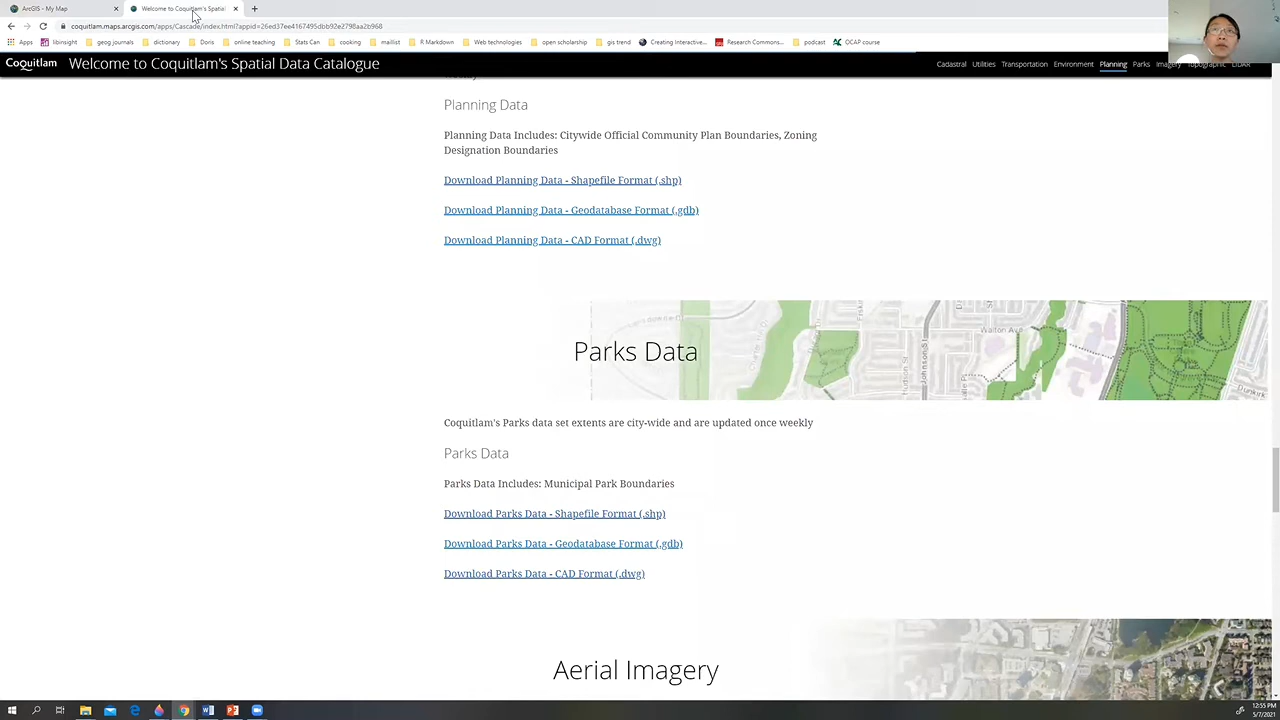 ArcGIS - My Map
Welcome to Coquitlam's Spatial
coquitlam.maps.arcgis.com/apps/Cascade/index.html?appid=26ed37ee4167495dbb92e2798aa2b968
Apps libinsight geog journals dictionary Doris online teaching Stats Can cooking maillist R Markdown Web technologies open scholarship gis trend Creating Interactive... Research Commons... podcast OCAP course
Coquitlam Welcome to Coquitlam's Spatial Data Catalogue
Cadastral Utilities Transportation Environment Planning Parks Imagery Topographic LiDAR
Planning Data
Planning Data Includes: Citywide Official Community Plan Boundaries, Zoning
Designation Boundaries
Download Planning Data - Shapefile Format (.shp)
Download Planning Data - Geodatabase Format (.gdb)
Download Planning Data - CAD Format (.dwg)
Walton Ave
Johnson St
Dunkirk
Parks Data
Coquitlam's Parks data set extents are city-wide and are updated once weekly
Parks Data
Parks Data Includes: Municipal Park Boundaries
Download Parks Data - Shapefile Format (.shp)
Download Parks Data - Geodatabase Format (.gdb)
Download Parks Data - CAD Format (.dwg)
Aerial Imagery
12:55 PM
5/7/2021